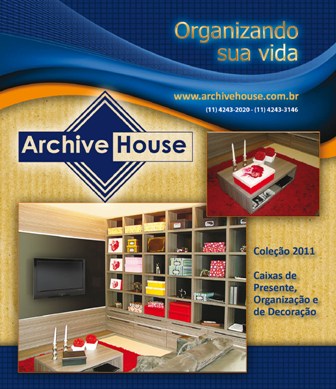 Organizando
sua vida
www.archivehouse.com.br
(11) 4243-2020 - (11) 4243-3146
Archive House
Coleção 2011
Caixas de
Presente,
Organização e
de Decoração